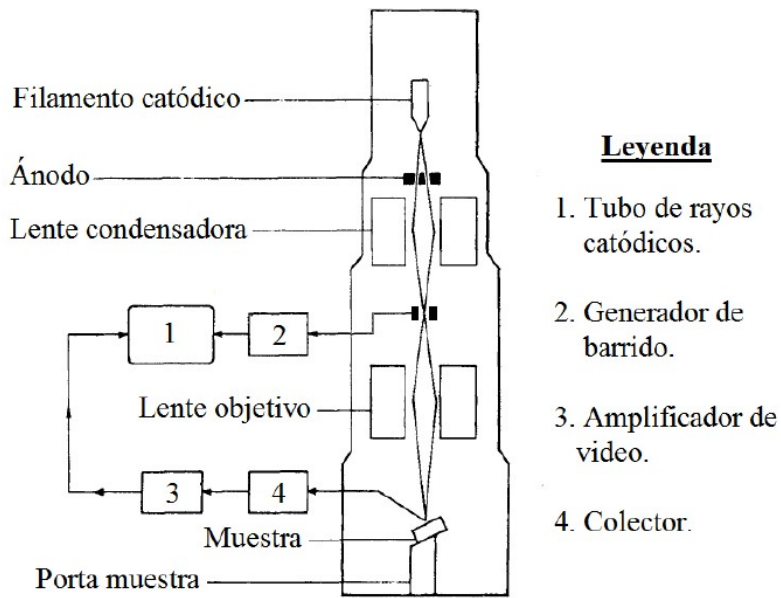 Filamento catódico
Ánodo
Lente condensadora
1
2
Lente objetivo
3
4
Muestra
Porta muestra
Leyenda
1. Tubo de rayos
catódicos.
2. Generador de
barrido.
3. Amplificador de
video.
4. Colector.